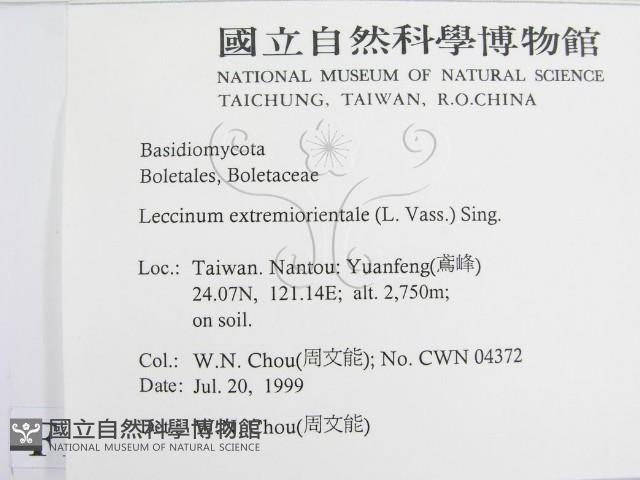 國立自然科學博物館
NATIONAL MUSEUM OF NATURAL SCIENCE
TAICHUNG, TAIWAN, R.O.CHINA
Basidiomycota
Boletales, Boletaceae
Leccinum extremiorientale (L. Vass.) Sing.
Loc.: Taiwan. Nantou: Yuanfeng(鳶峰)
24.07N, 121.14E; alt. 2,750m;
on soil.
Col.: W.N. Chou(周文能); No. CWN 04372
Date: Jul. 20, 1999
Chou(周文能)
國立自然科學博物館
NATIONAL MUSEUM OF NATURAL SCIENCE